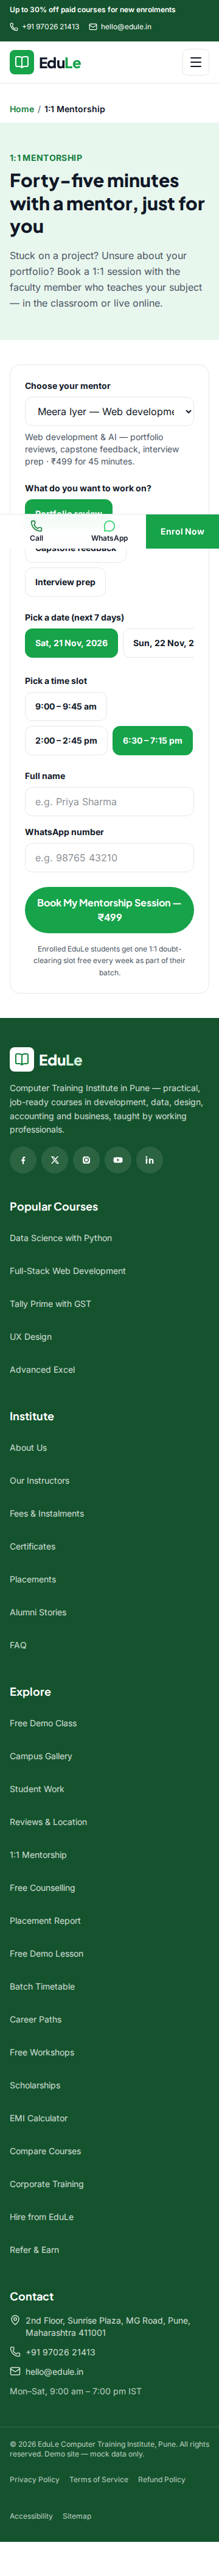 Up to 30% off paid courses for new enrolments
+91 97026 21413 hello@edule.in
EduLe
Home / 1:1 Mentorship
1:1 MENTORSHIP
Forty-five minutes
with a mentor, just for
you
Stuck on a project? Unsure about your
portfolio? Book a 1:1 session with the
faculty member who teaches your subject
— in the classroom or live online.
Choose your mentor
Meera Iyer — Web developme
Web development & AI — portfolio
reviews, capstone feedback, interview
prep · ₹499 for 45 minutes.
What do you want to work on?
Portfolio review
Call WhatsApp Enrol Now
Capstone feedback
Interview prep
Pick a date (next 7 days)
Sat, 21 Nov, 2026 Sun, 22 Nov, 2
Pick a time slot
9:00 – 9:45 am
2:00 – 2:45 pm 6:30 – 7:15 pm
Full name
e.g. Priya Sharma
WhatsApp number
e.g. 98765 43210
Book My Mentorship Session —
₹499
Enrolled EduLe students get one 1:1 doubt-
clearing slot free every week as part of their
batch.
EduLe
Computer Training Institute in Pune — practical,
job-ready courses in development, data, design,
accounting and business, taught by working
professionals.
Popular Courses
Data Science with Python
Full-Stack Web Development
Tally Prime with GST
UX Design
Advanced Excel
Institute
About Us
Our Instructors
Fees & Instalments
Certificates
Placements
Alumni Stories
FAQ
Explore
Free Demo Class
Campus Gallery
Student Work
Reviews & Location
1:1 Mentorship
Free Counselling
Placement Report
Free Demo Lesson
Batch Timetable
Career Paths
Free Workshops
Scholarships
EMI Calculator
Compare Courses
Corporate Training
Hire from EduLe
Refer & Earn
Contact
2nd Floor, Sunrise Plaza, MG Road, Pune,
Maharashtra 411001
+91 97026 21413
hello@edule.in
Mon–Sat, 9:00 am – 7:00 pm IST
© 2026 EduLe Computer Training Institute, Pune. All rights
reserved. Demo site — mock data only.
Privacy Policy Terms of Service Refund Policy
Accessibility Sitemap